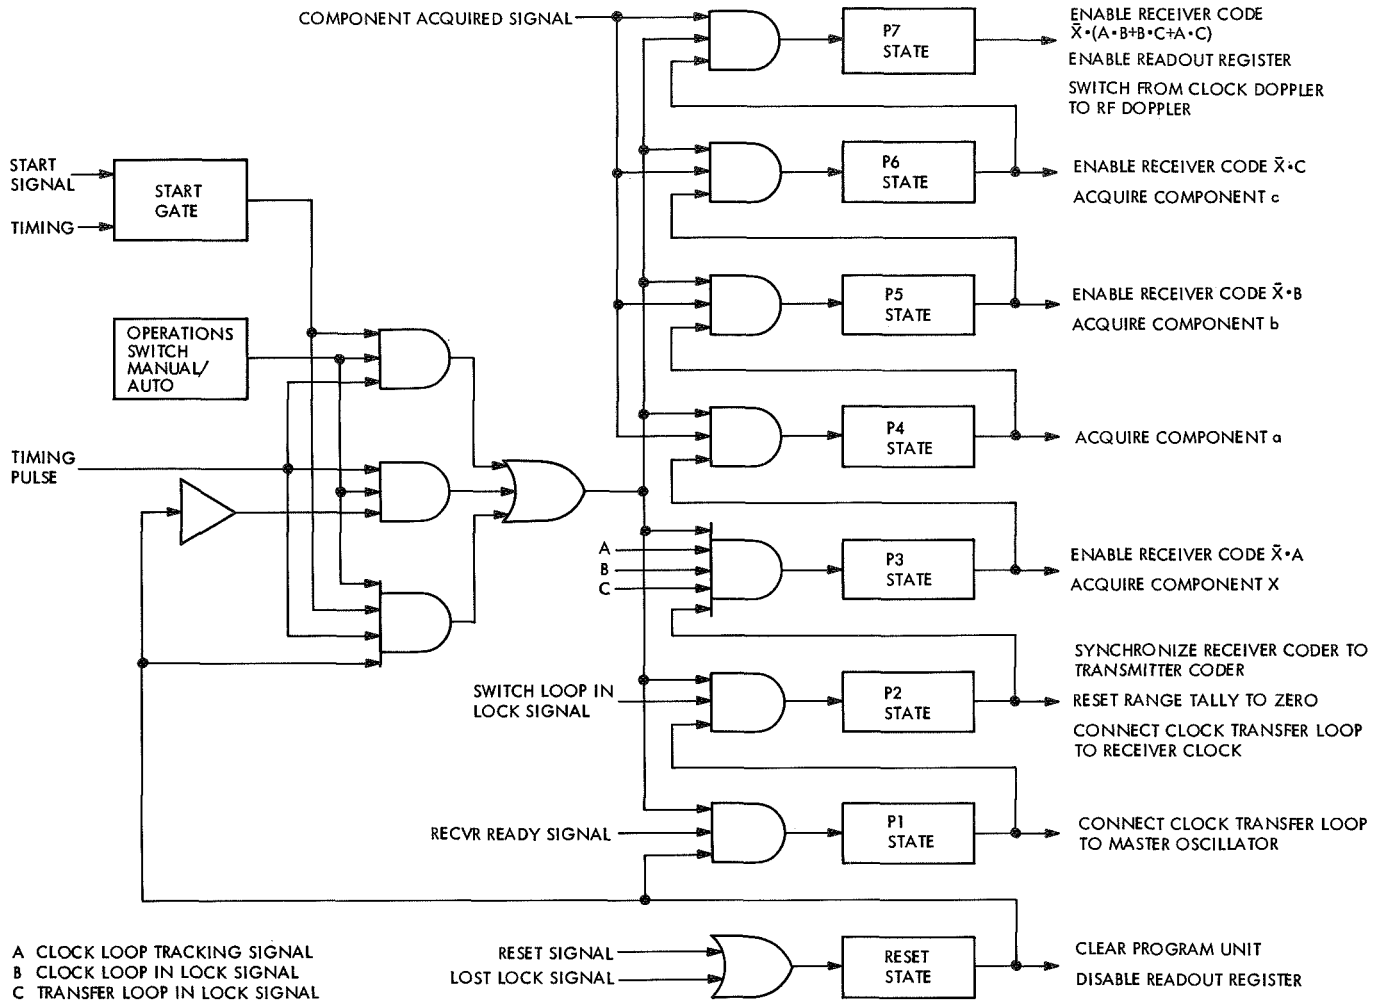 COMPONENT ACQUIRED SIGNAL
P7
STATE
ENABLE RECEIVER CODE
X̄•(A•B+B•C+A•C)
ENABLE READOUT REGISTER
SWITCH FROM CLOCK DOPPLER
TO RF DOPPLER
START
SIGNAL
TIMING
START
GATE
P6
STATE
ENABLE RECEIVER CODE X̄•C
ACQUIRE COMPONENT c
P5
STATE
ENABLE RECEIVER CODE X̄•B
ACQUIRE COMPONENT b
OPERATIONS
SWITCH
MANUAL/
AUTO
P4
STATE
ACQUIRE COMPONENT a
TIMING
PULSE
A
B
C
P3
STATE
ENABLE RECEIVER CODE X̄•A
ACQUIRE COMPONENT X
SWITCH LOOP IN
LOCK SIGNAL
P2
STATE
SYNCHRONIZE RECEIVER CODER TO
TRANSMITTER CODER
RESET RANGE TALLY TO ZERO
CONNECT CLOCK TRANSFER LOOP
TO RECEIVER CLOCK
RECVR READY SIGNAL
P1
STATE
CONNECT CLOCK TRANSFER LOOP
TO MASTER OSCILLATOR
RESET SIGNAL
LOST LOCK SIGNAL
RESET
STATE
CLEAR PROGRAM UNIT
DISABLE READOUT REGISTER
A CLOCK LOOP TRACKING SIGNAL
B CLOCK LOOP IN LOCK SIGNAL
C TRANSFER LOOP IN LOCK SIGNAL